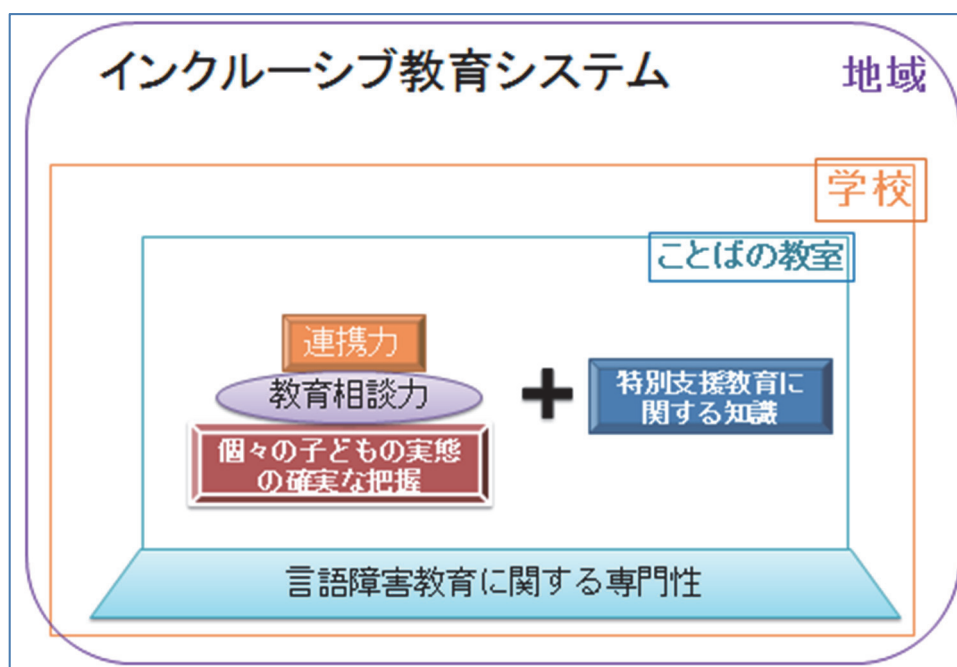 インクルーシブ教育システム
地域
学校
ことばの教室
連携力
教育相談力
個々の子どもの実態
の確実な把握
+
特別支援教育に
関する知識
言語障害教育に関する専門性